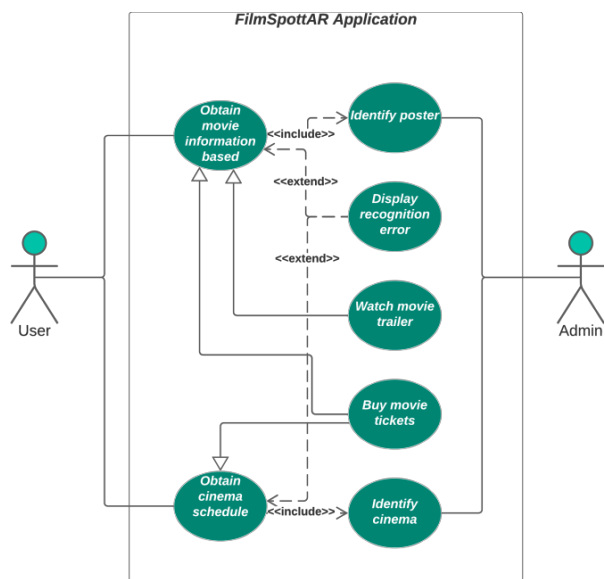 FilmSpottAR Application
Obtain
movie
information
based
<<include>>
Identify poster
<<extend>>
Display
recognition
error
<<extend>>
User
Admin
Watch movie
trailer
Buy movie
tickets
Obtain
cinema
schedule
<<include>>
Identify
cinema